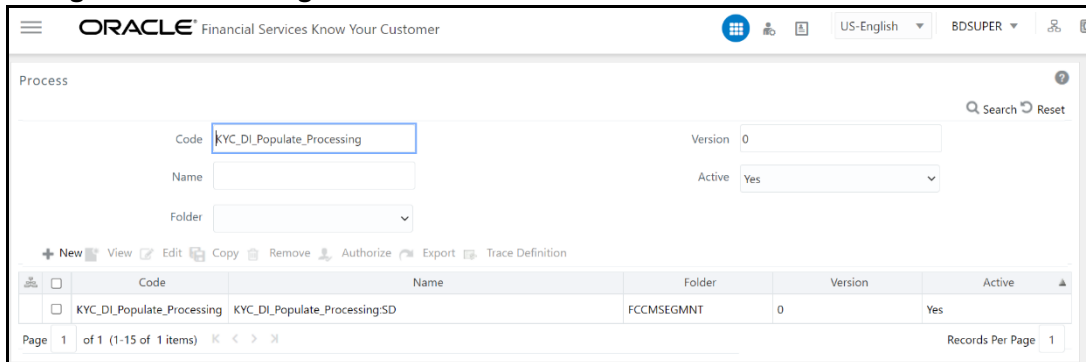 ORACLE® Financial Services Know Your Customer
US-English
BDSUPER
Process
Search Reset
Code KYC_DI_Populate_Processing Version 0
Name Active Yes
Folder
New View Edit Copy Remove Authorize Export Trace Definition
Code Name Folder Version Active
KYC_DI_Populate_Processing KYC_DI_Populate_Processing:SD FCCMSEGMNT 0 Yes
Page 1 of 1 (1-15 of 1 items) Records Per Page 1